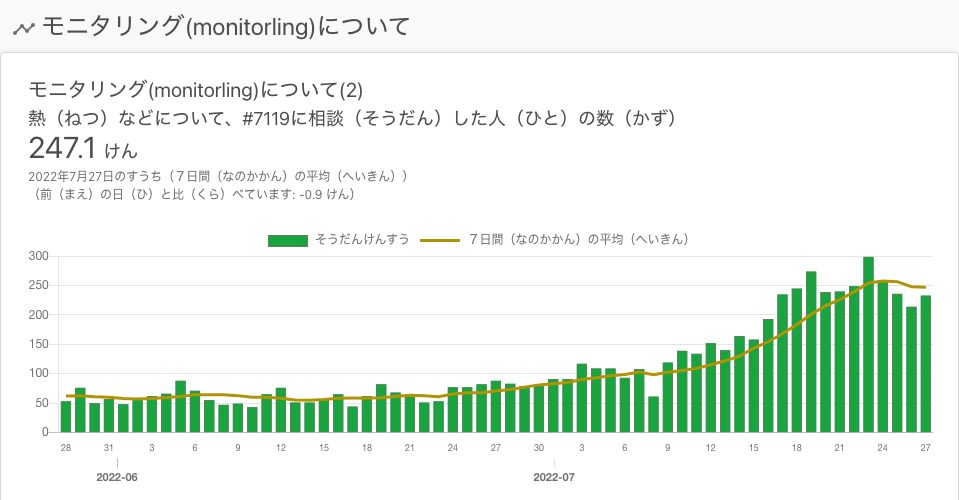 モニタリング(monitorling)について
モニタリング(monitorling)について(2)
熱（ねつ）などについて、#7119に相談（そうだん）した人（ひと）の数（かず）
247.1 けん
2022年7月27日のすうち（７日間（なのかかん）の平均（へいきん））
（前（まえ）の日（ひ）と比（くら）べています: -0.9 けん）
そうだんけんすう ７日間（なのかかん）の平均（へいきん）
300
250
200
150
100
50
0
28 31 3 6 9 12 15 18 21 24 27 30 3 6 9 12 15 18 21 24 27
2022-06 2022-07